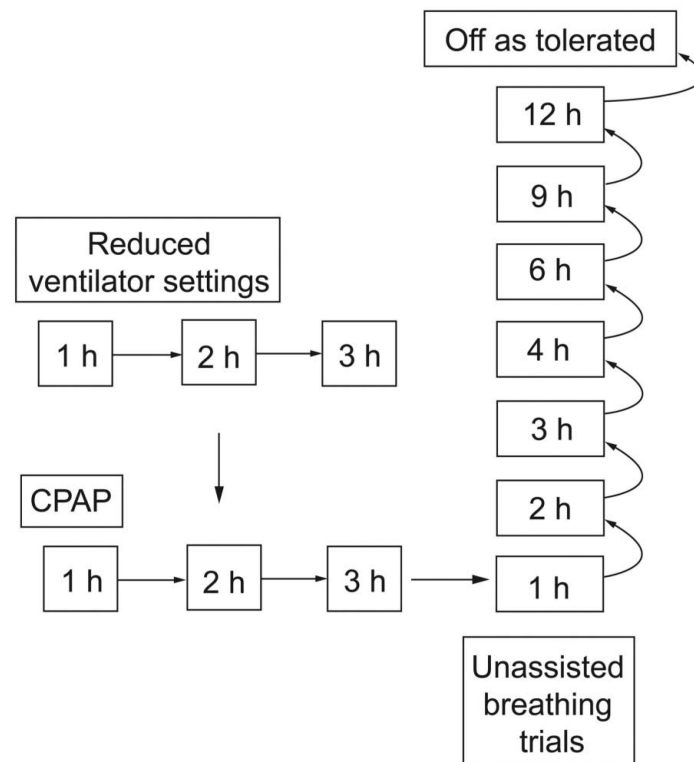 Reduced
ventilator settings
1 h
2 h
3 h
CPAP
1 h
2 h
3 h
Unassisted
breathing
trials
1 h
2 h
3 h
4 h
6 h
9 h
12 h
Off as tolerated